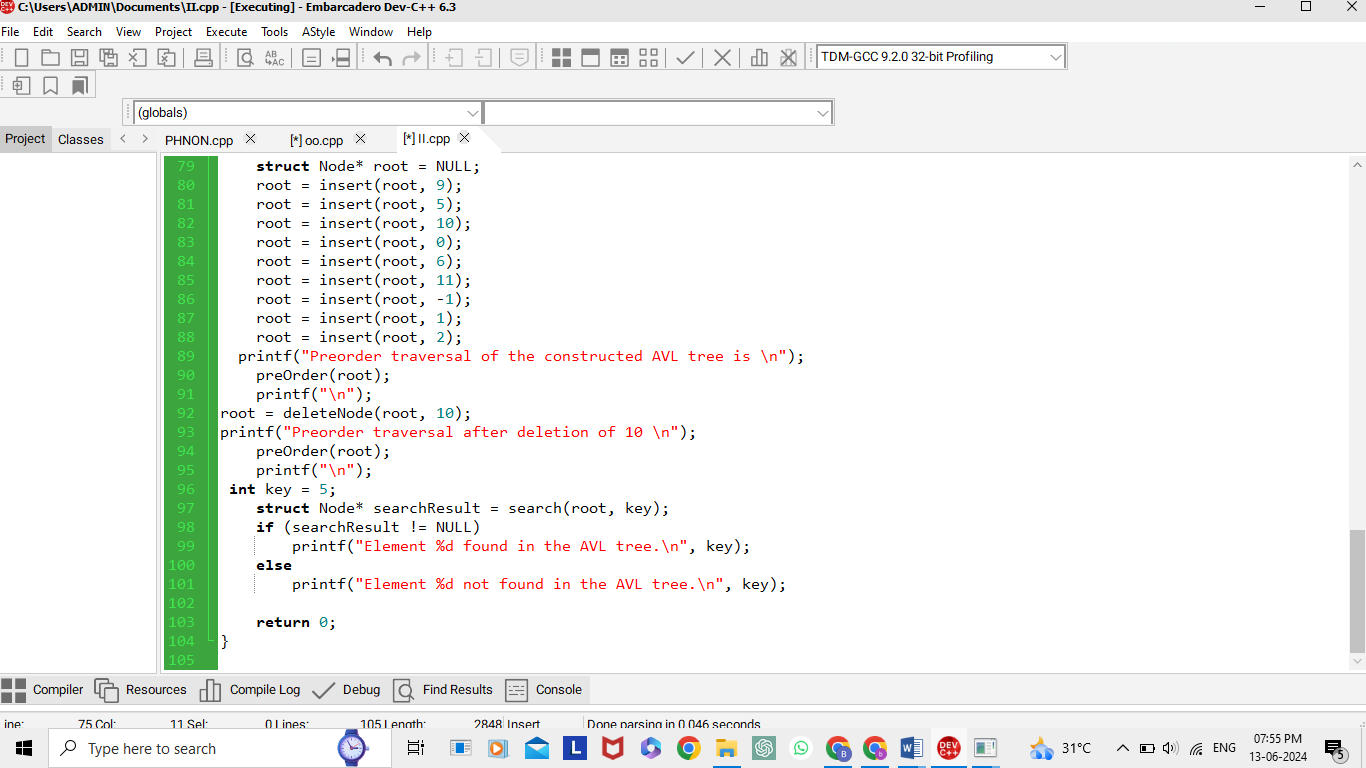 C:\Users\ADMIN\Documents\II.cpp - [Executing] - Embarcadero Dev-C++ 6.3
File Edit Search View Project Execute Tools AStyle Window Help
TDM-GCC 9.2.0 32-bit Profiling
(globals)
Project Classes PHNON.cpp [*] oo.cpp [*] II.cpp
79 struct Node* root = NULL;
80 root = insert(root, 9);
81 root = insert(root, 5);
82 root = insert(root, 10);
83 root = insert(root, 0);
84 root = insert(root, 6);
85 root = insert(root, 11);
86 root = insert(root, -1);
87 root = insert(root, 1);
88 root = insert(root, 2);
89 printf("Preorder traversal of the constructed AVL tree is \n");
90 preOrder(root);
91 printf("\n");
92 root = deleteNode(root, 10);
93 printf("Preorder traversal after deletion of 10 \n");
94 preOrder(root);
95 printf("\n");
96 int key = 5;
97 struct Node* searchResult = search(root, key);
98 if (searchResult != NULL)
99 printf("Element %d found in the AVL tree.\n", key);
100 else
101 printf("Element %d not found in the AVL tree.\n", key);
102
103 return 0;
104 }
105
Compiler Resources Compile Log Debug Find Results Console
ine: 75 Col: 11 Sel: 0 Lines: 105 Length: 2848 Insert Done parsing in 0.046 seconds
Type here to search
31°C ENG 07:55 PM
13-06-2024
5